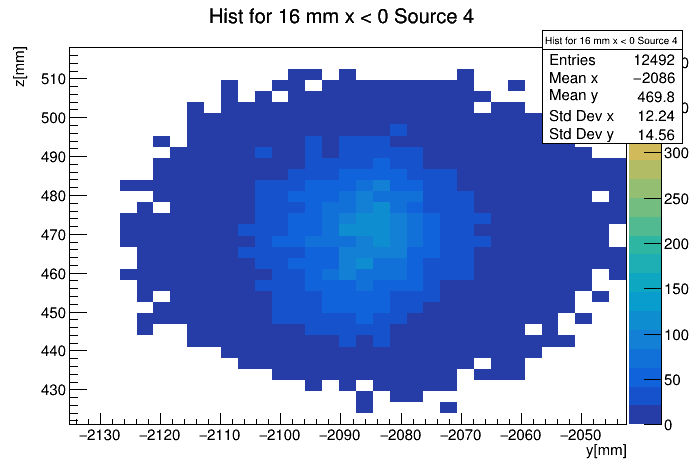 Hist for 16 mm x < 0 Source 4
z[mm]
Hist for 16 mm x < 0 Source 4
Entries 12492
Mean x −2086
Mean y 469.8
Std Dev x 12.24
Std Dev y 14.56
510
500
490
480
470
460
450
440
430
0
0
300
250
200
150
100
50
0
−2130 −2120 −2110 −2100 −2090 −2080 −2070 −2060 −2050
y[mm]